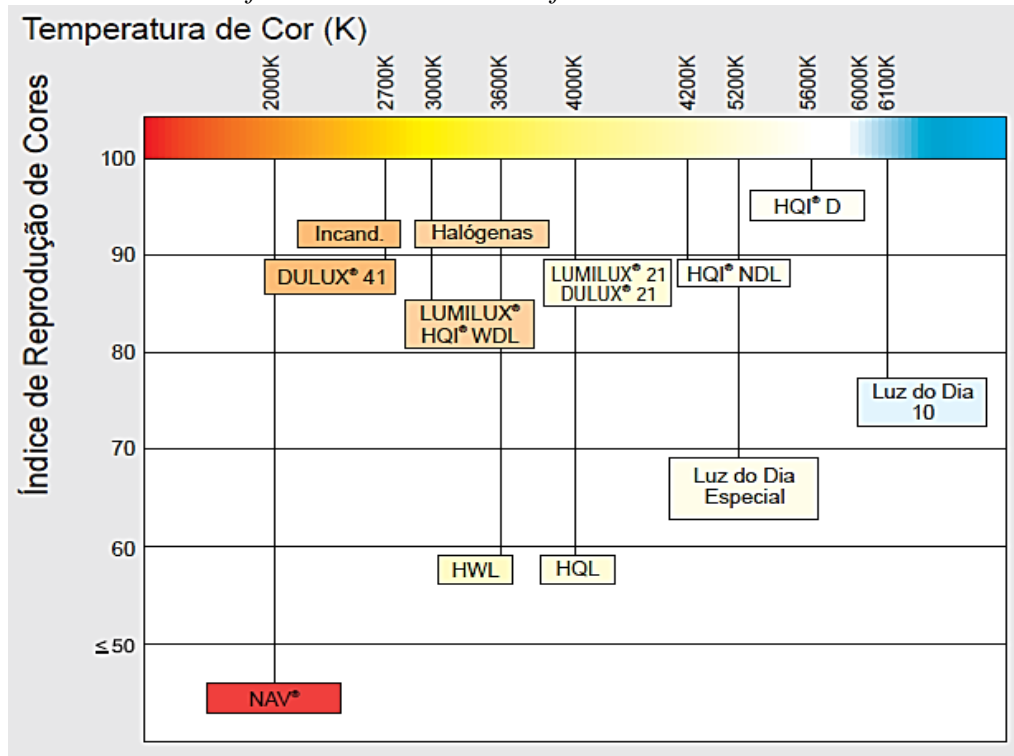 Temperatura de Cor (K)
2000K
2700K
3000K
3600K
4000K
4200K
5200K
5600K
6000K
6100K
Índice de Reprodução de Cores
100
HQI® D
Incand.
Halógenas
90
DULUX® 41
LUMILUX® 21
DULUX® 21
HQI® NDL
LUMILUX®
HQI® WDL
80
Luz do Dia
10
70
Luz do Dia
Especial
60
HWL
HQL
≤ 50
NAV®